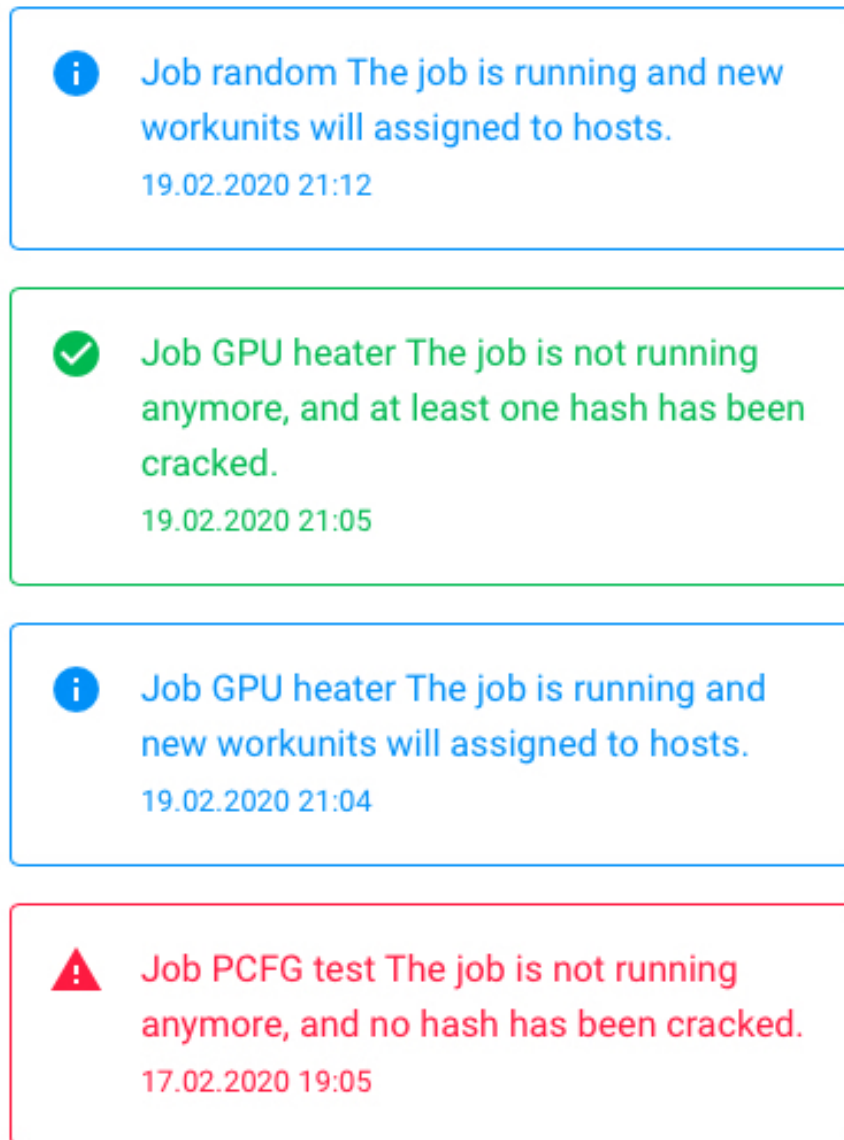 Job random The job is running and new
workunits will assigned to hosts.
19.02.2020 21:12
Job GPU heater The job is not running
anymore, and at least one hash has been
cracked.
19.02.2020 21:05
Job GPU heater The job is running and
new workunits will assigned to hosts.
19.02.2020 21:04
Job PCFG test The job is not running
anymore, and no hash has been cracked.
17.02.2020 19:05